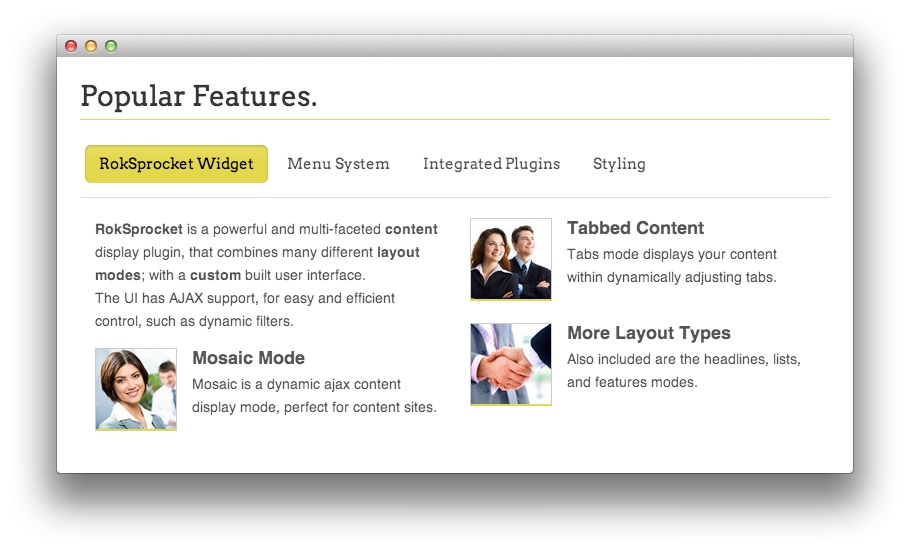 Popular Features.
RokSprocket Widget Menu System Integrated Plugins Styling
RokSprocket is a powerful and multi-faceted content
display plugin, that combines many different layout
modes; with a custom built user interface.
The UI has AJAX support, for easy and efficient
control, such as dynamic filters.
Mosaic Mode
Mosaic is a dynamic ajax content
display mode, perfect for content sites.
Tabbed Content
Tabs mode displays your content
within dynamically adjusting tabs.
More Layout Types
Also included are the headlines, lists,
and features modes.